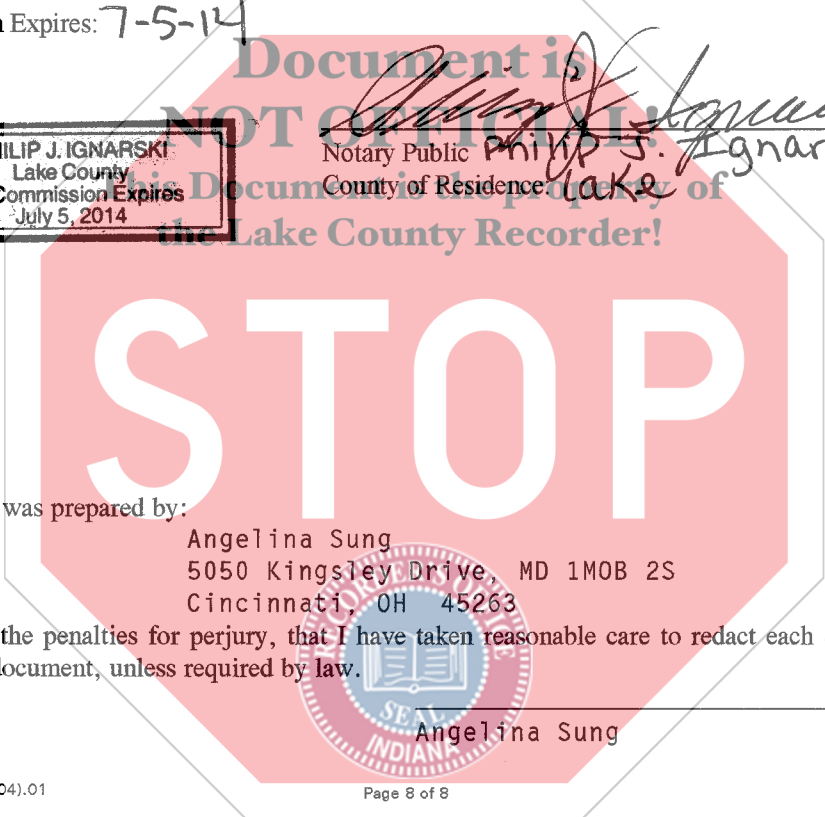 Expires: 7-5-14
Document is
NOT OFFICIAL!
This Document is the property of
the Lake County Recorder!
ILIP J. IGNARSKI
Lake County
Commission Expires
July 5, 2014
Notary Public Philip J. Ignar
County of Residence: Lake
STOP
was prepared by:
Angelina Sung
5050 Kingsley Drive, MD 1MOB 2S
Cincinnati, OH 45263
the penalties for perjury, that I have taken reasonable care to redact each
document, unless required by law.
RECORDER'S OFFICE
SEAL
INDIANA
Angelina Sung
04).01
Page 8 of 8